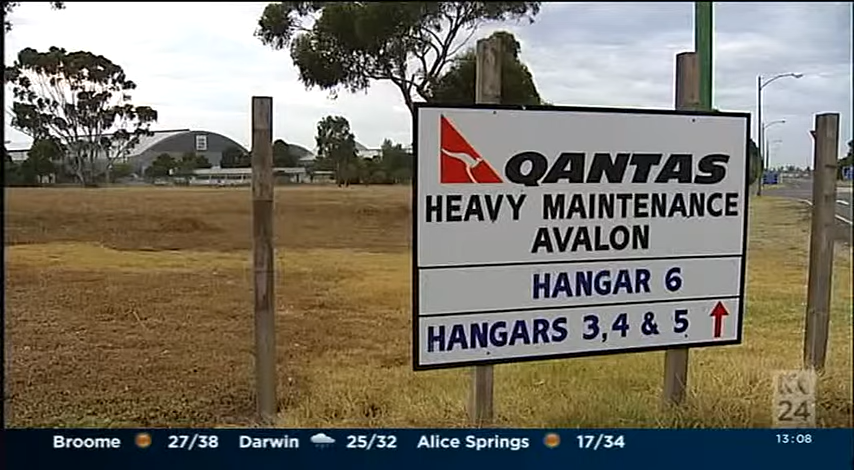 QANTAS
HEAVY MAINTENANCE
AVALON
HANGAR 6
HANGARS 3,4 & 5
24
Broome 27/38 Darwin 25/32 Alice Springs 17/34
13:08